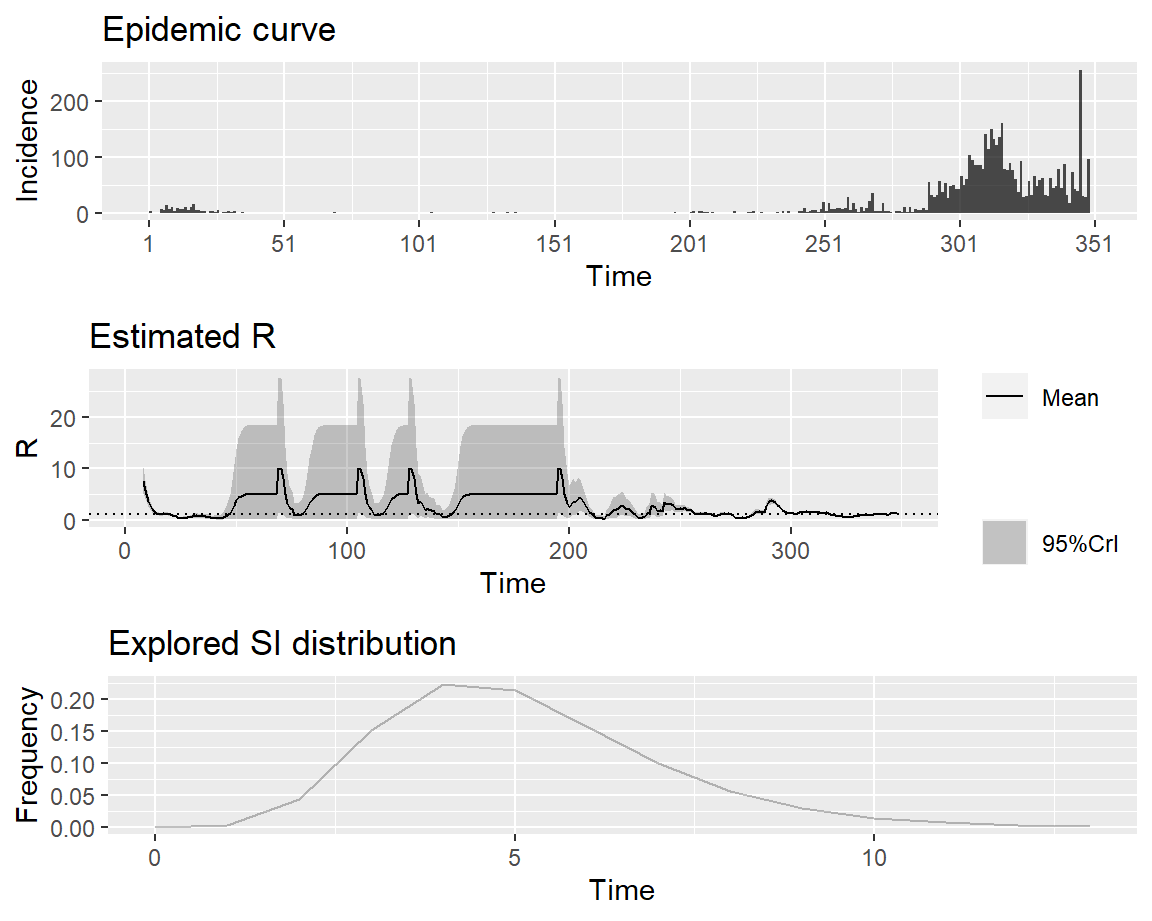 Epidemic curve
Incidence
200
100
0
1 51 101 151 201 251 301 351
Time
Estimated R
R
20
10
0
0 100 200 300
Time
Mean
95%CrI
Explored SI distribution
Frequency
0.20
0.15
0.10
0.05
0.00
0 5 10
Time